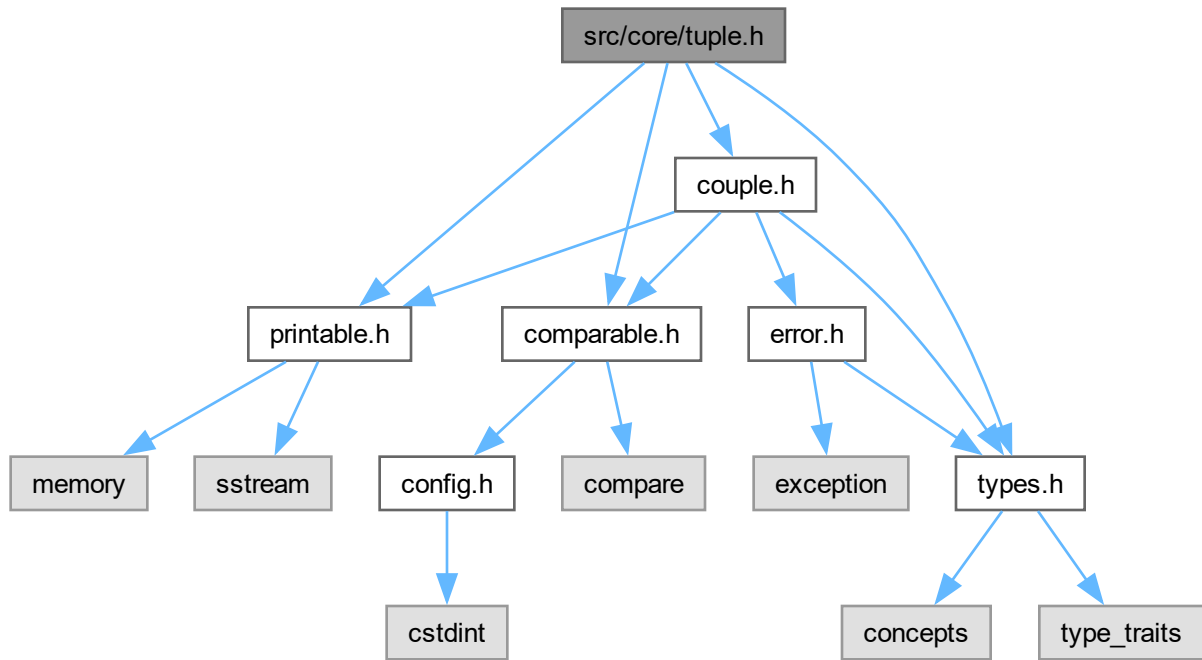 src/core/tuple.h
couple.h
printable.h
comparable.h
error.h
memory
sstream
config.h
compare
exception
types.h
cstdint
concepts
type_traits